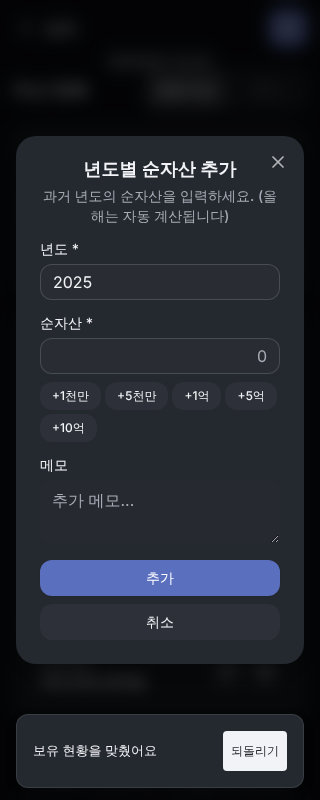 년도별 순자산 추가
과거 년도의 순자산을 입력하세요. (올
해는 자동 계산됩니다)
년도 *
2025
순자산 *
0
+1천만 +5천만 +1억 +5억
+10억
메모
추가 메모...
추가
취소
보유 현황을 맞췄어요 되돌리기